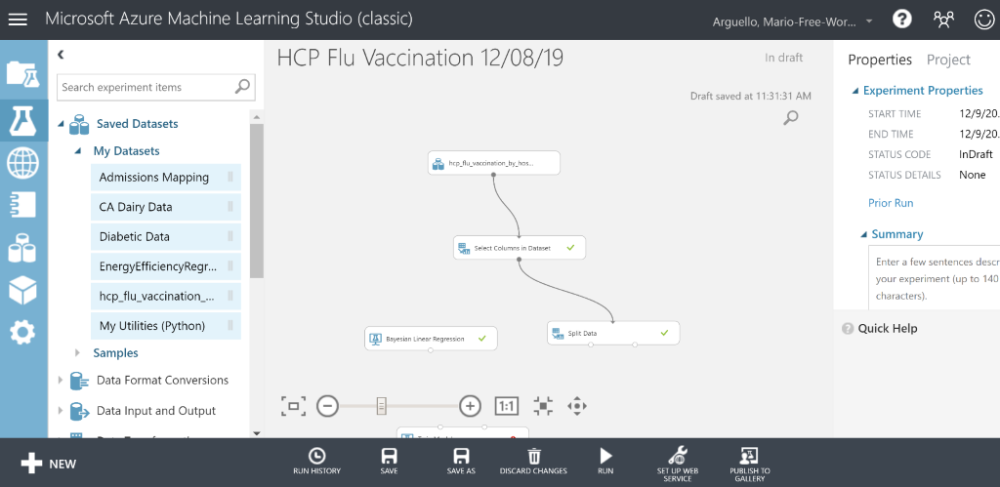 Microsoft Azure Machine Learning Studio (classic)
Arguello, Mario-Free-Wor...
HCP Flu Vaccination 12/08/19
In draft
Draft saved at 11:31:31 AM
Search experiment items
Saved Datasets
My Datasets
Admissions Mapping
CA Dairy Data
Diabetic Data
EnergyEfficiencyRegr...
hcp_flu_vaccination_...
My Utilities (Python)
Samples
Data Format Conversions
Data Input and Output
hcp_flu_vaccination_by_hos...
Select Columns in Dataset
Bayesian Linear Regression
Split Data
1:1
Properties Project
Experiment Properties
START TIME 12/9/20.
END TIME 12/9/20.
STATUS CODE InDraft
STATUS DETAILS None
Prior Run
Summary
Enter a few sentences descr
your experiment (up to 140
characters).
Quick Help
NEW
RUN HISTORY
SAVE
SAVE AS
DISCARD CHANGES
RUN
SET UP WEB
SERVICE
PUBLISH TO
GALLERY